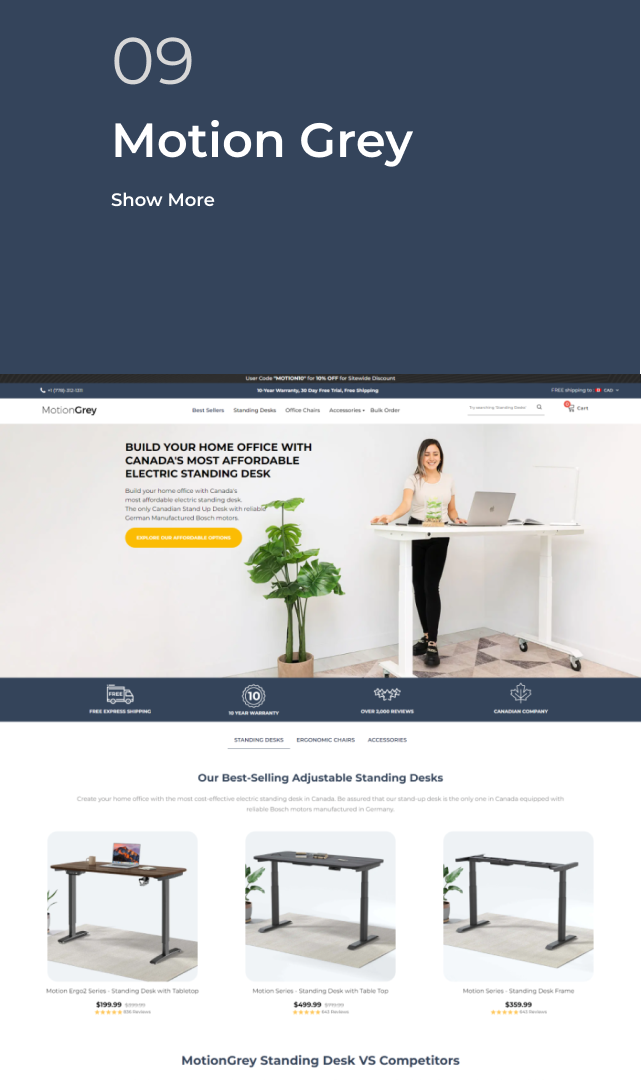 09
Motion Grey
Show More
User Code "MOTION10" for 10% OFF for Sitewide Discount
10-Year Warranty, 30 Day Free Trial, Free Shipping
FREE shipping to
CAD
MotionGrey
Best Sellers
Standing Desks
Office Chairs
Accessories
Bulk Order
Try searching 'Standing Desks'
0
Cart
BUILD YOUR HOME OFFICE WITH
CANADA'S MOST AFFORDABLE
ELECTRIC STANDING DESK
Build your home office with Canada's
most affordable electric standing desk.
The only Canadian Stand Up Desk with reliable
German Manufactured Bosch motors.
EXPLORE OUR AFFORDABLE OPTIONS
FREE
10
FREE EXPRESS SHIPPING
10 YEAR WARRANTY
OVER 2,000 REVIEWS
CANADIAN COMPANY
STANDING DESKS
ERGONOMIC CHAIRS
ACCESSORIES
Our Best-Selling Adjustable Standing Desks
Create your home office with the most cost-effective electric standing desk in Canada. Be assured that our stand-up desk is the only one in Canada equipped with
reliable Bosch motors manufactured in Germany.
Motion Ergo2 Series - Standing Desk with Tabletop
$199.99
Reviews
Motion Series - Standing Desk with Table Top
$499.99
643 Reviews
Motion Series - Standing Desk Frame
$359.99
643 Reviews
MotionGrey Standing Desk VS Competitors